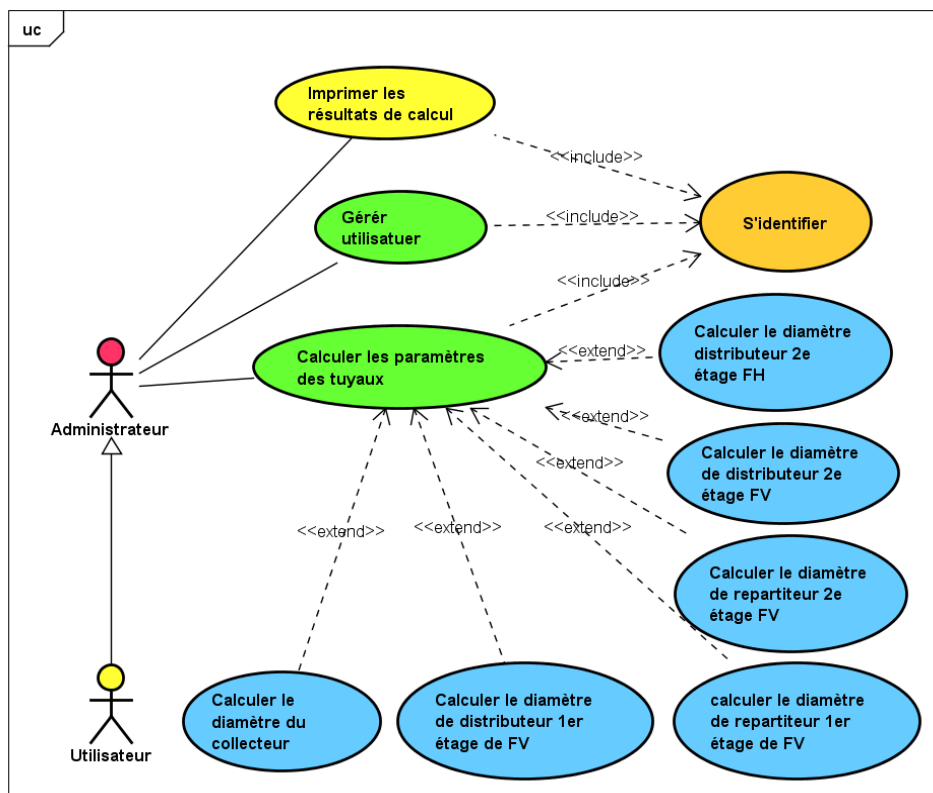 uc
Imprimer les
résultats de calcul
<<include>>
Gérér
utilisatuer
<<include>>
S'identifier
<<include>>
Calculer les paramètres
des tuyaux
<<extend>>
Calculer le diamètre
distributeur 2e
étage FH
Administrateur
<<extend>>
Calculer le diamètre
de distributeur 2e
étage FV
<<extend>>
<<extend>>
<<extend>>
<<extend>>
Calculer le diamètre
de repartiteur 2e
étage FV
Utilisateur
Calculer le
diamètre du
collecteur
Calculer le diamètre
de distributeur 1er
étage de FV
calculer le diamètre
de repartiteur 1er
étage de FV